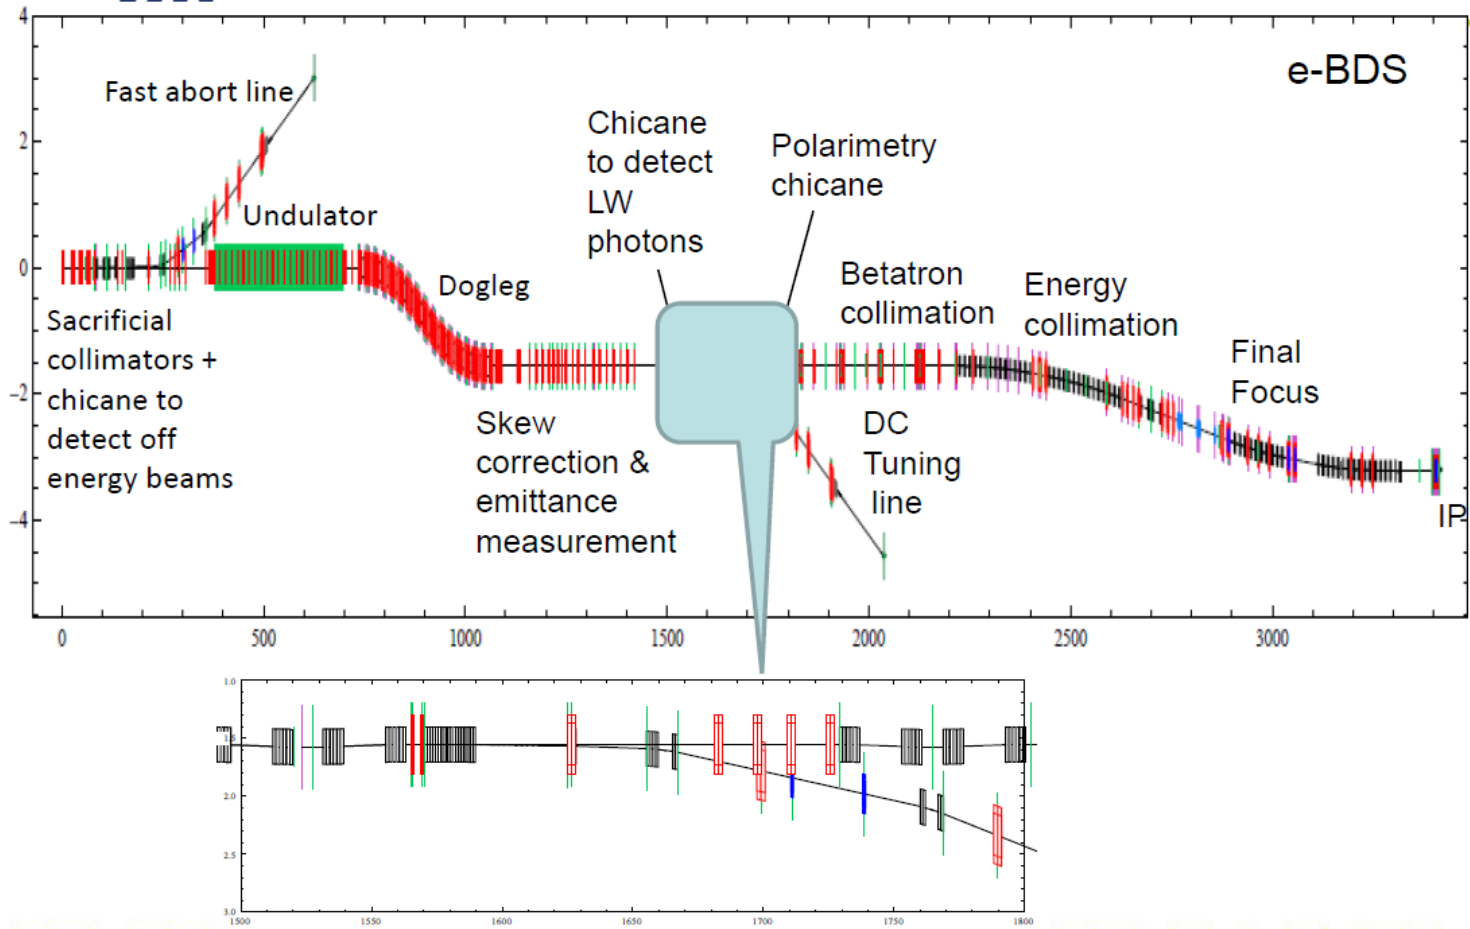 e-BDS
Fast abort line
Undulator
Sacrificial
collimators +
chicane to
detect off
energy beams
Dogleg
Skew
correction &
emittance
measurement
Chicane
to detect
LW
photons
Polarimetry
chicane
Betatron
collimation
Energy
collimation
DC
Tuning
line
Final
Focus
IP
4
2
0
−2
−4
0 500 1000 1500 2000 2500 3000
1.0
1.5
2.0
2.5
3.0
1500 1550 1600 1650 1700 1750 1800